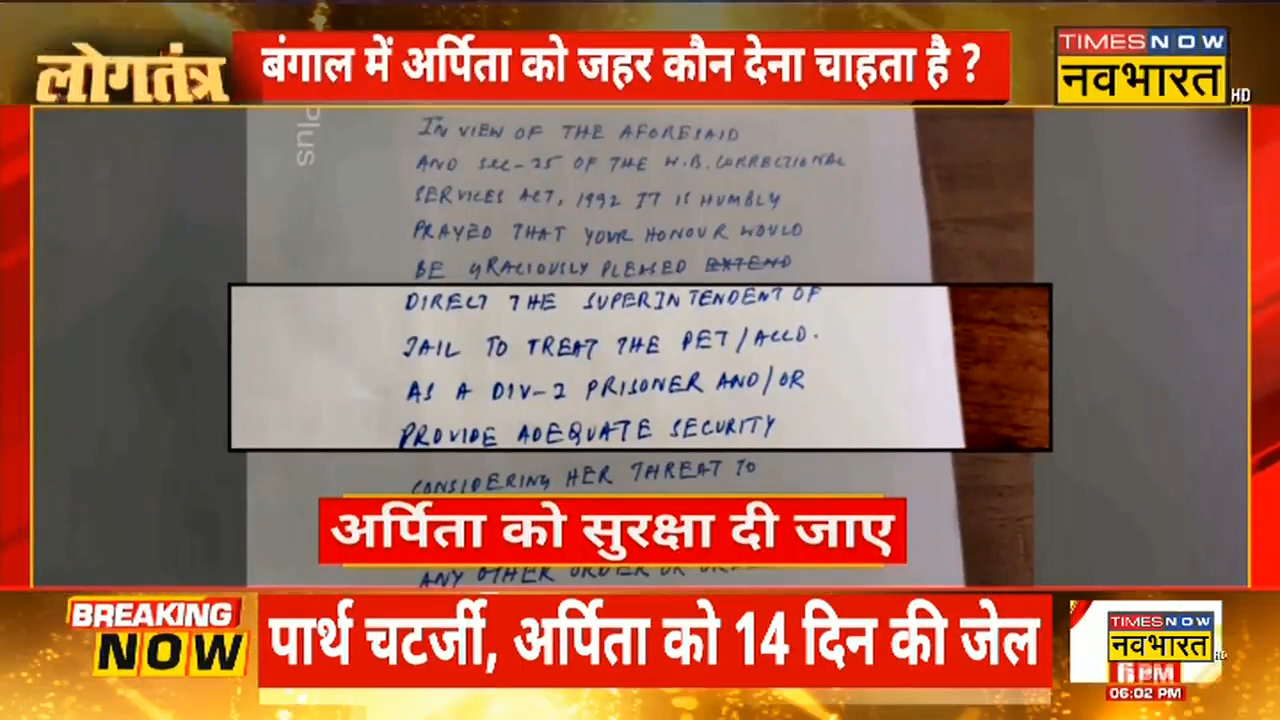 लोगतंत्र
बंगाल में अर्पिता को जहर कौन देना चाहता है ?
TIMES NOW
नवभारत
HD
Plus
IN VIEW OF THE AFORESAID
AND SEC-25 OF THE W.B. CORRECTIONAL
SERVICES ACT, 1992 IT IS HUMBLY
PRAYED THAT YOUR HONOUR WOULD
BE GRACIOUSLY PLEASED EXTEND
DIRECT THE SUPERINTENDENT OF
JAIL TO TREAT THE PET/ACCD.
AS A DIV-2 PRISONER AND/OR
PROVIDE ADEQUATE SECURITY
CONSIDERING HER THREAT TO
अर्पिता को सुरक्षा दी जाए
ANY OTHER ORDER OR
BREAKING
NOW
पार्थ चटर्जी, अर्पिता को 14 दिन की जेल
TIMES NOW
नवभारत
HD
06:02 PM